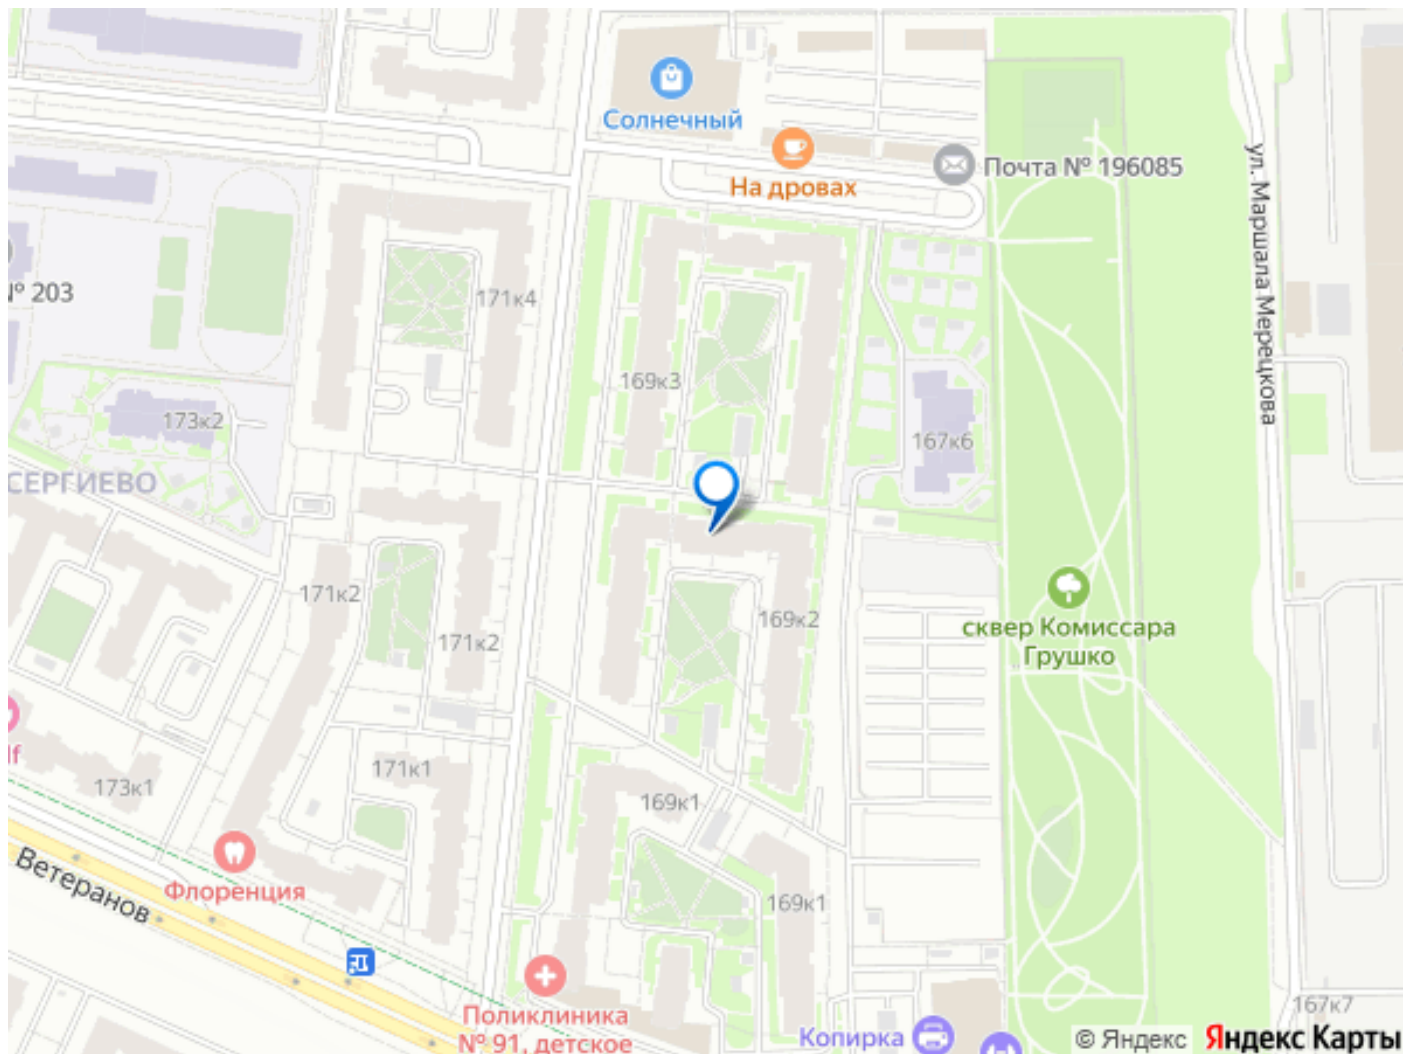 Солнечный
На дровах
Почта № 196085
ул. Маршала Мерецкова
№ 203
171к4
169к3
173к2
167к6
СЕРГИЕВО
171к2
171к2
169к2
сквер Комиссара
Грушко
173к1
171к1
169к1
Флоренция
Ветеранов
169к1
Поликлиника
№ 91, детское
Копирка
167к7
© Яндекс Яндекс Карты